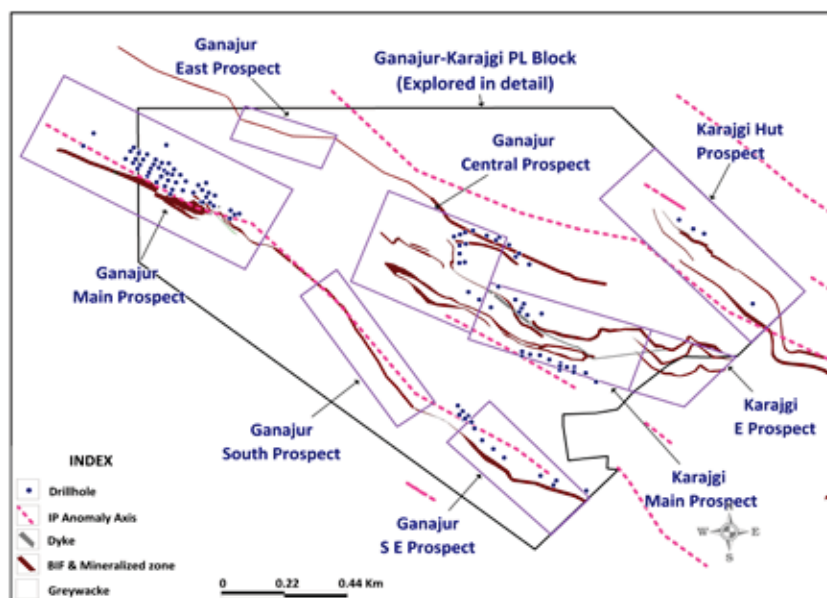 Ganajur
East Prospect
Ganajur-Karajgi PL Block
(Explored in detail)
Ganajur
Central Prospect
Karajgi Hut
Prospect
Ganajur
Main Prospect
Ganajur
South Prospect
Karajgi
E Prospect
Karajgi
Main Prospect
Ganajur
S E Prospect
INDEX
Drillhole
IP Anomaly Axis
Dyke
BIF & Mineralized zone
Greywacke
0 0.22 0.44 Km
N
W E
S